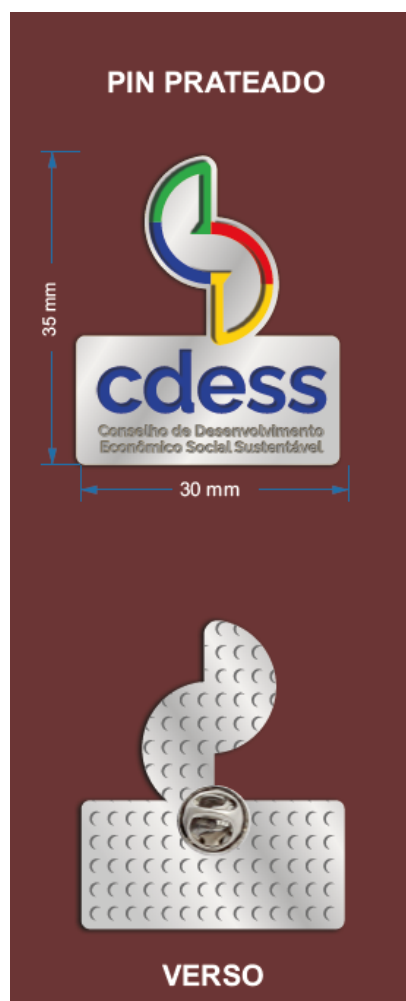 PIN PRATEADO
35 mm
cdess
Conselho de Desenvolvimento
Econômico Social Sustentável
30 mm
VERSO